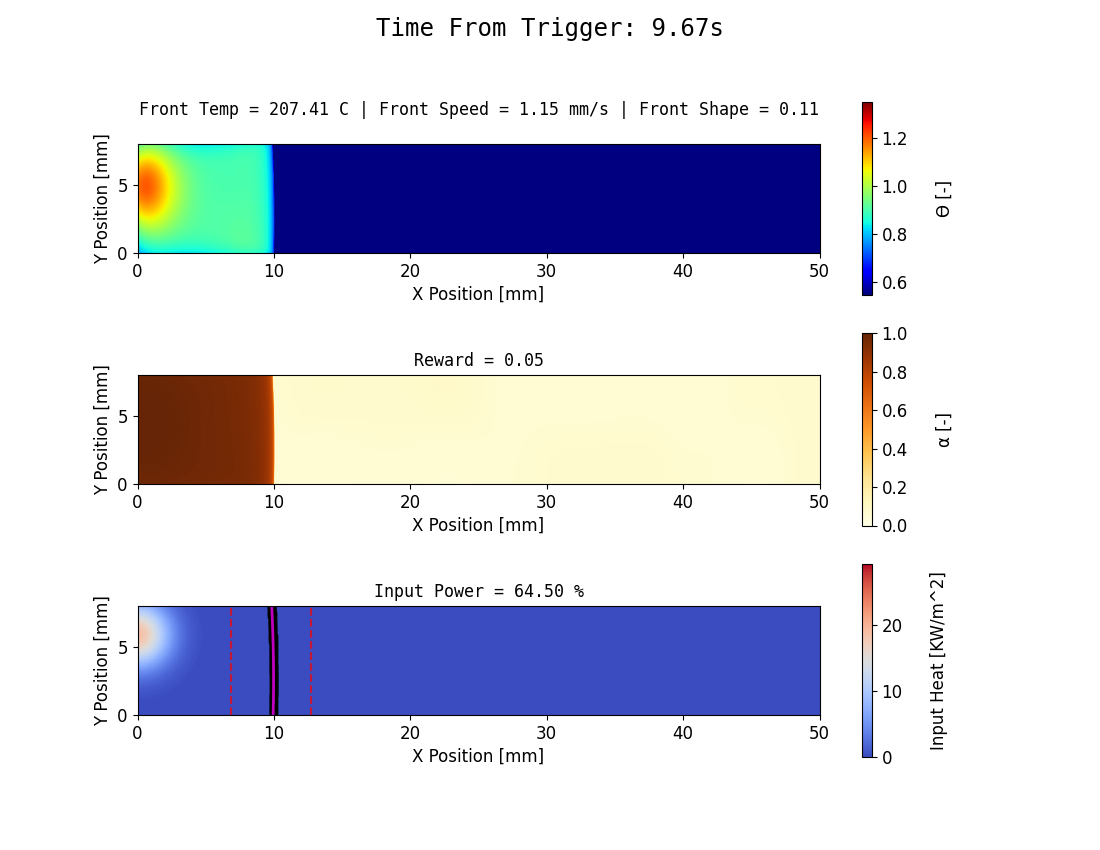 Time From Trigger: 9.67s
Front Temp = 207.41 C | Front Speed = 1.15 mm/s | Front Shape = 0.11
Y Position [mm]
5
0
0 10 20 30 40 50
X Position [mm]
1.2
1.0
0.8
0.6
Θ [-]
Reward = 0.05
Y Position [mm]
5
0
0 10 20 30 40 50
X Position [mm]
1.0
0.8
0.6
0.4
0.2
0.0
α [-]
Input Power = 64.50 %
Y Position [mm]
5
0
0 10 20 30 40 50
X Position [mm]
20
10
0
Input Heat [KW/m^2]